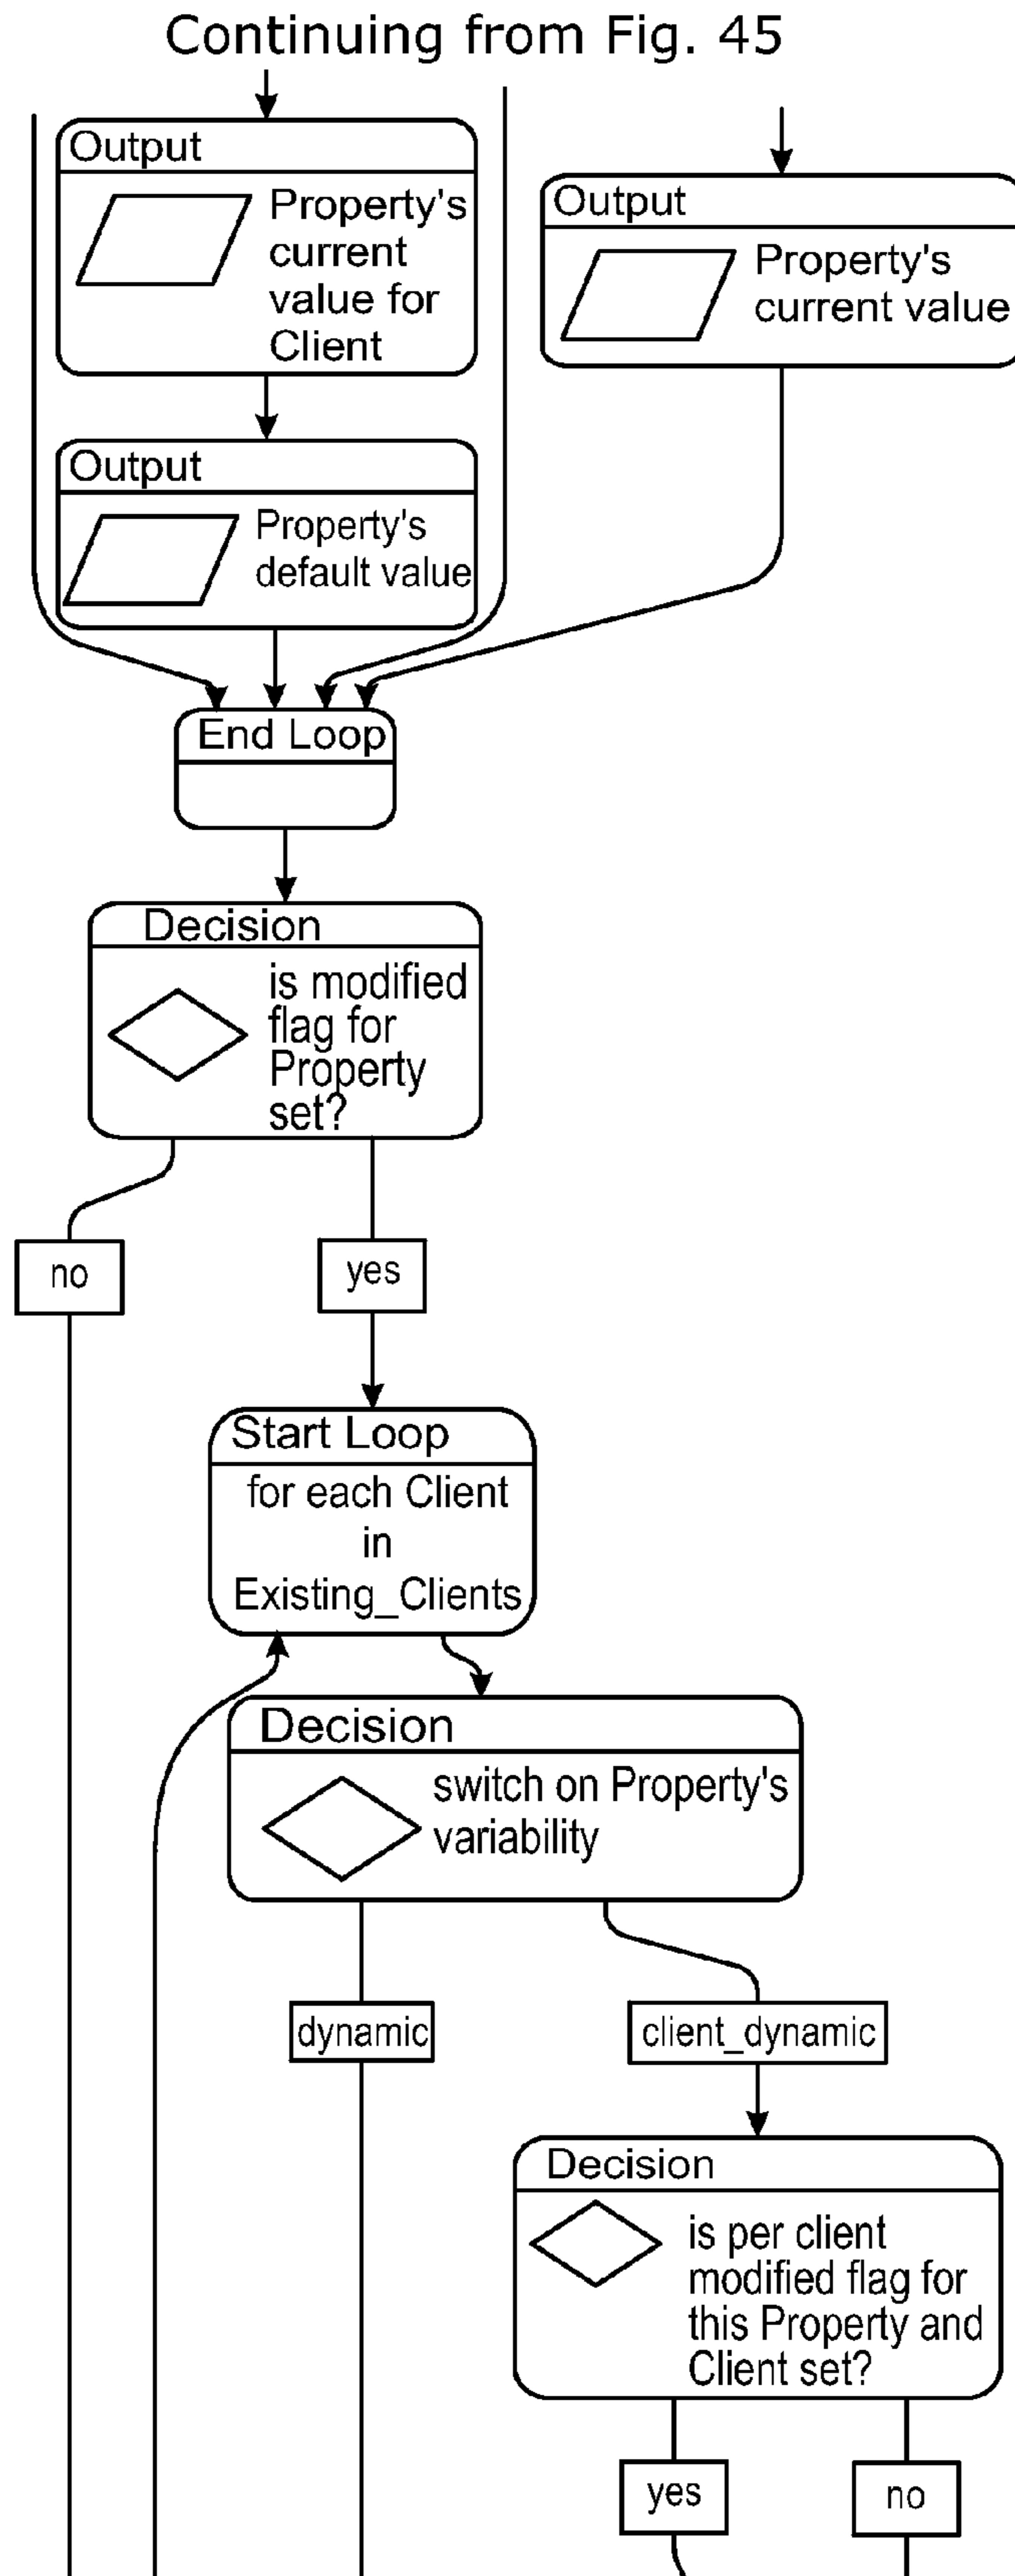 Continuing from Fig. 45
Output
Property's
current
value for
Client
Output
Property's
current value
Output
Property's
default value
End Loop
Decision
is modified
flag for
Property
set?
no
yes
Start Loop
for each Client
in
Existing_Clients
Decision
switch on Property's
variability
dynamic
client_dynamic
Decision
is per client
modified flag for
this Property and
Client set?
yes
no